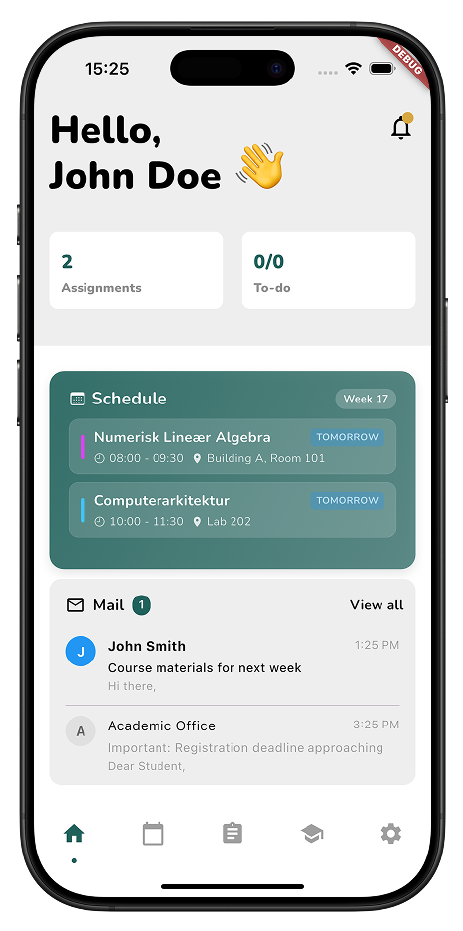 15:25
DEBUG
Hello,
John Doe 👋
2
Assignments
0/0
To-do
Schedule
Week 17
Numerisk Lineær Algebra
TOMORROW
08:00 - 09:30 Building A, Room 101
Computerarkitektur
TOMORROW
10:00 - 11:30 Lab 202
Mail 1
View all
J
John Smith
1:25 PM
Course materials for next week
Hi there,
A
Academic Office
3:25 PM
Important: Registration deadline approaching
Dear Student,